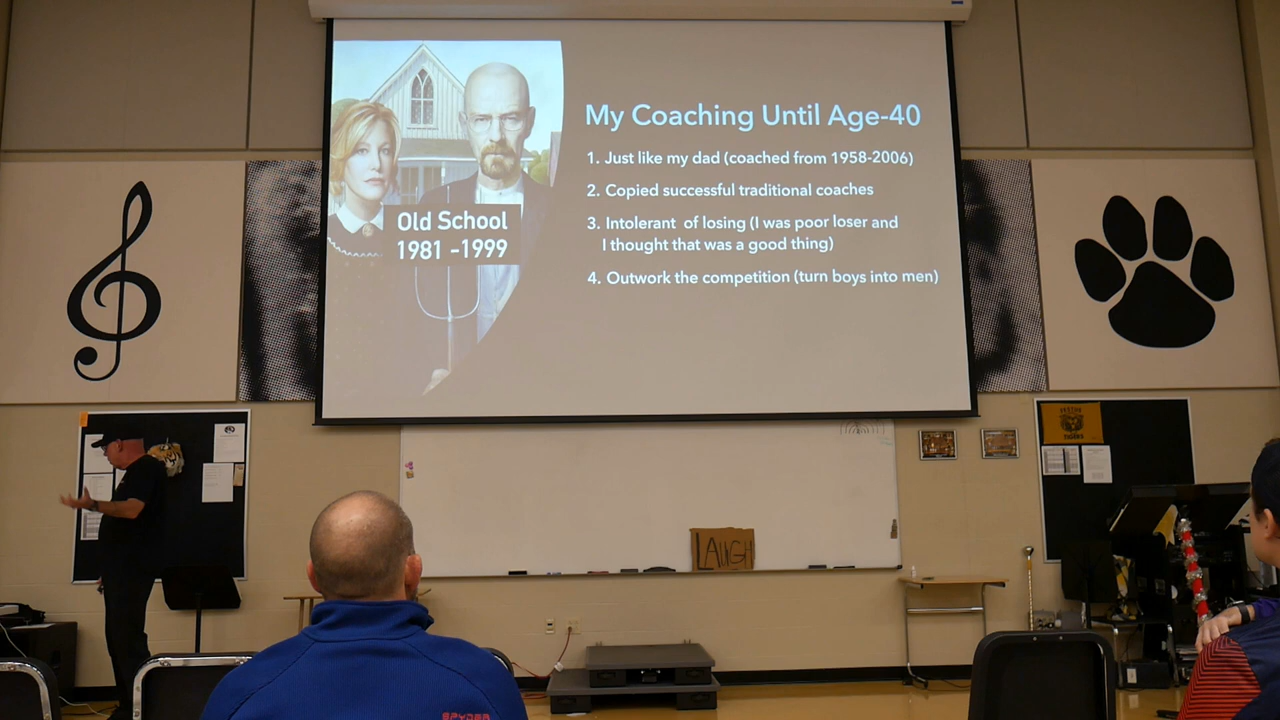 My Coaching Until Age-40
1. Just like my dad (coached from 1958-2006)
2. Copied successful traditional coaches
3. Intolerant of losing (I was poor loser and
I thought that was a good thing)
4. Outwork the competition (turn boys into men)
Old School
1981 -1999
TIGERS
LAUGH
SPYDER